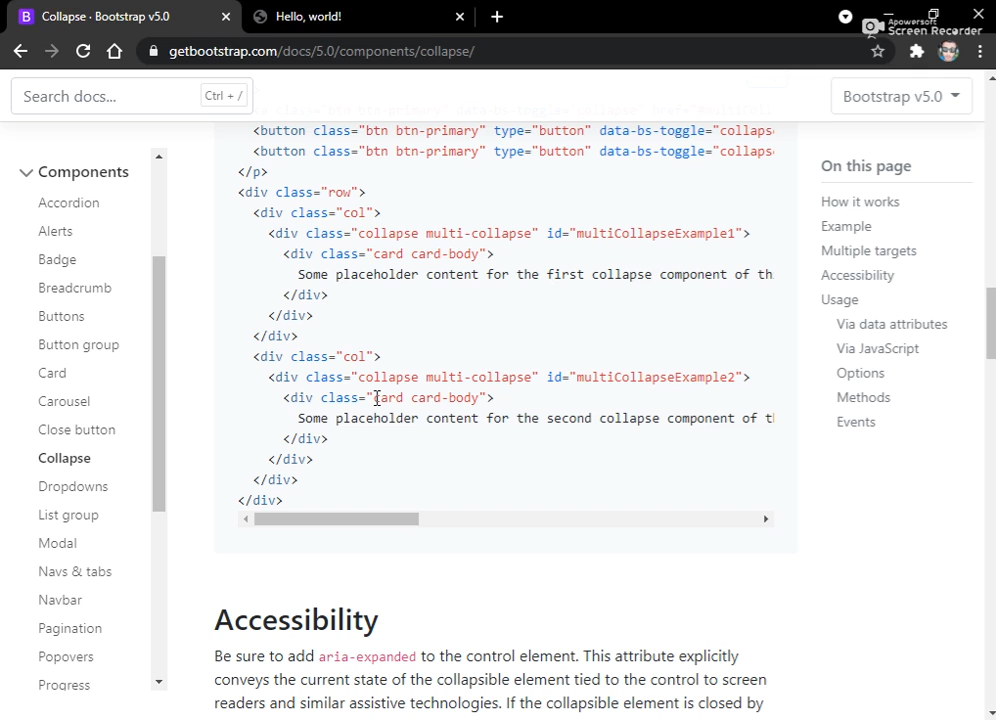 Collapse · Bootstrap v5.0
Hello, world!
Apowersoft
Screen Recorder
getbootstrap.com/docs/5.0/components/collapse/
Search docs...
Ctrl + /
Bootstrap v5.0
Components
Accordion
Alerts
Badge
Breadcrumb
Buttons
Button group
Card
Carousel
Close button
Collapse
Dropdowns
List group
Modal
Navs & tabs
Navbar
Pagination
Popovers
Progress
<button class="btn btn-primary" type="button" data-bs-toggle="collaps
<button class="btn btn-primary" type="button" data-bs-toggle="collaps
</p>
<div class="row">
<div class="col">
<div class="collapse multi-collapse" id="multiCollapseExample1">
<div class="card card-body">
Some placeholder content for the first collapse component of th
</div>
</div>
</div>
<div class="col">
<div class="collapse multi-collapse" id="multiCollapseExample2">
<div class="card card-body">
Some placeholder content for the second collapse component of t
</div>
</div>
</div>
</div>
Accessibility
Be sure to add aria-expanded to the control element. This attribute explicitly
conveys the current state of the collapsible element tied to the control to screen
readers and similar assistive technologies. If the collapsible element is closed by
On this page
How it works
Example
Multiple targets
Accessibility
Usage
Via data attributes
Via JavaScript
Options
Methods
Events